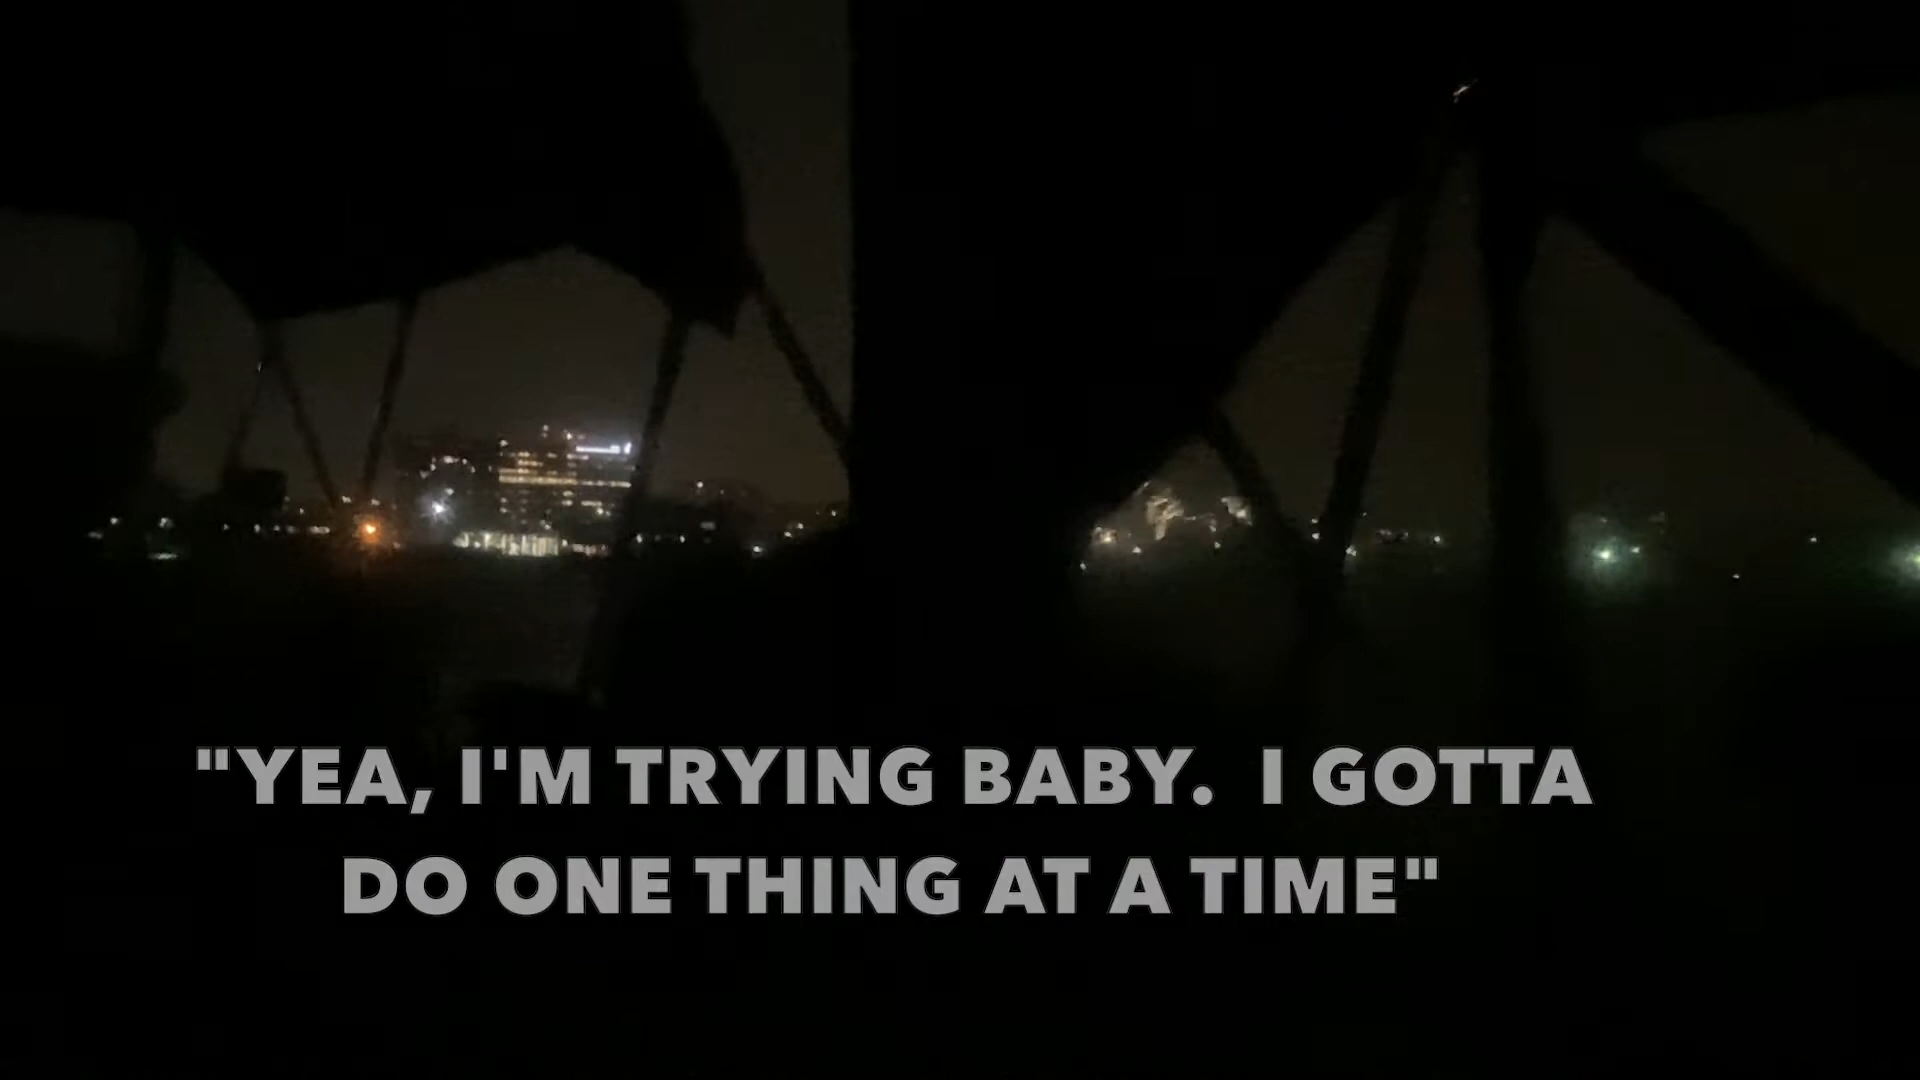 "YEA, I'M TRYING BABY.  I GOTTA
DO ONE THING AT A TIME"